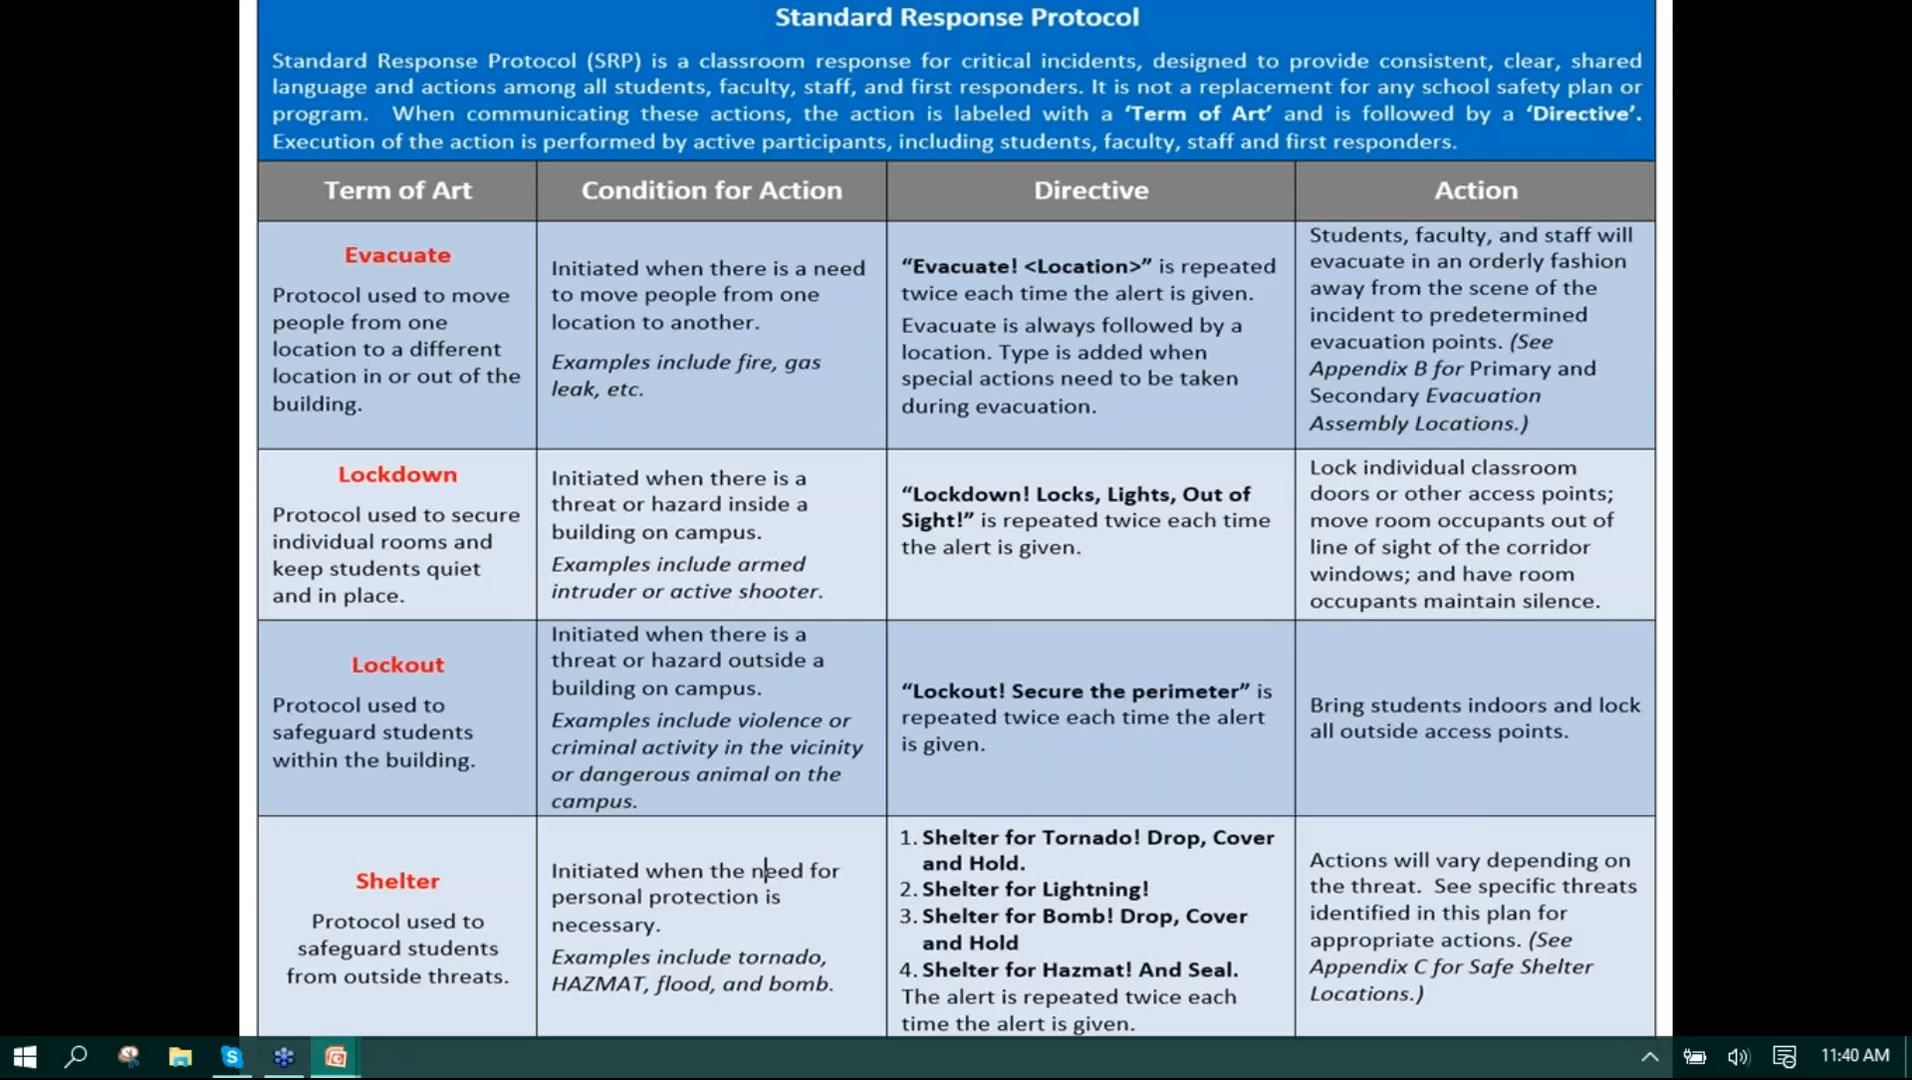 Standard Response Protocol
Standard Response Protocol (SRP) is a classroom response for critical incidents, designed to provide consistent, clear, shared
language and actions among all students, faculty, staff, and first responders. It is not a replacement for any school safety plan or
program. When communicating these actions, the action is labeled with a ‘Term of Art’ and is followed by a ‘Directive’.
Execution of the action is performed by active participants, including students, faculty, staff and first responders.
Term of Art
Condition for Action
Directive
Action
Evacuate
Protocol used to move
people from one
location to a different
location in or out of the
building.
Initiated when there is a need
to move people from one
location to another.
Examples include fire, gas
leak, etc.
“Evacuate! <Location>” is repeated
twice each time the alert is given.
Evacuate is always followed by a
location. Type is added when
special actions need to be taken
during evacuation.
Students, faculty, and staff will
evacuate in an orderly fashion
away from the scene of the
incident to predetermined
evacuation points. (See
Appendix B for Primary and
Secondary Evacuation
Assembly Locations.)
Lockdown
Protocol used to secure
individual rooms and
keep students quiet
and in place.
Initiated when there is a
threat or hazard inside a
building on campus.
Examples include armed
intruder or active shooter.
“Lockdown! Locks, Lights, Out of
Sight!” is repeated twice each time
the alert is given.
Lock individual classroom
doors or other access points;
move room occupants out of
line of sight of the corridor
windows; and have room
occupants maintain silence.
Lockout
Protocol used to
safeguard students
within the building.
Initiated when there is a
threat or hazard outside a
building on campus.
Examples include violence or
criminal activity in the vicinity
or dangerous animal on the
campus.
“Lockout! Secure the perimeter” is
repeated twice each time the alert
is given.
Bring students indoors and lock
all outside access points.
Shelter
Protocol used to
safeguard students
from outside threats.
Initiated when the need for
personal protection is
necessary.
Examples include tornado,
HAZMAT, flood, and bomb.
1. Shelter for Tornado! Drop, Cover
and Hold.
2. Shelter for Lightning!
3. Shelter for Bomb! Drop, Cover
and Hold
4. Shelter for Hazmat! And Seal.
The alert is repeated twice each
time the alert is given.
Actions will vary depending on
the threat. See specific threats
identified in this plan for
appropriate actions. (See
Appendix C for Safe Shelter
Locations.)
11:40 AM